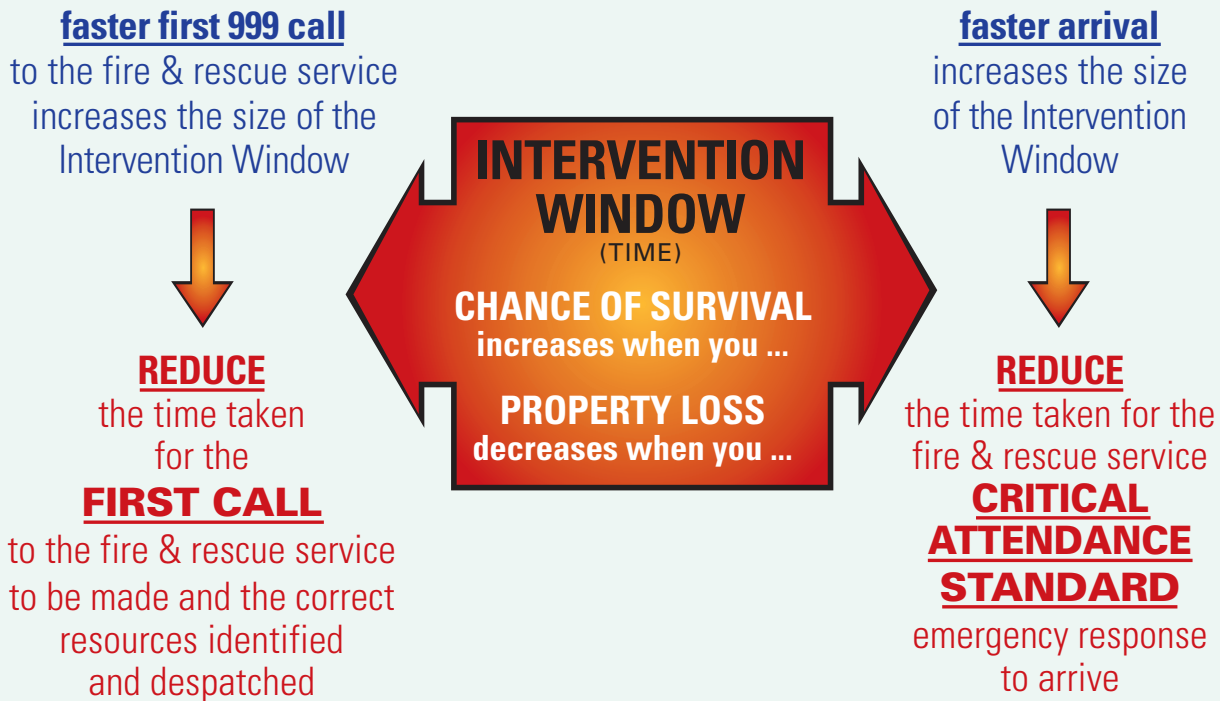 faster first 999 call
to the fire & rescue service
increases the size of the
Intervention Window
REDUCE
the time taken
for the
FIRST CALL
to the fire & rescue service
to be made and the correct
resources identified
and despatched
INTERVENTION
WINDOW
(TIME)
CHANCE OF SURVIVAL
increases when you ...
PROPERTY LOSS
decreases when you ...
faster arrival
increases the size
of the Intervention
Window
REDUCE
the time taken for the
fire & rescue service
CRITICAL
ATTENDANCE
STANDARD
emergency response
to arrive